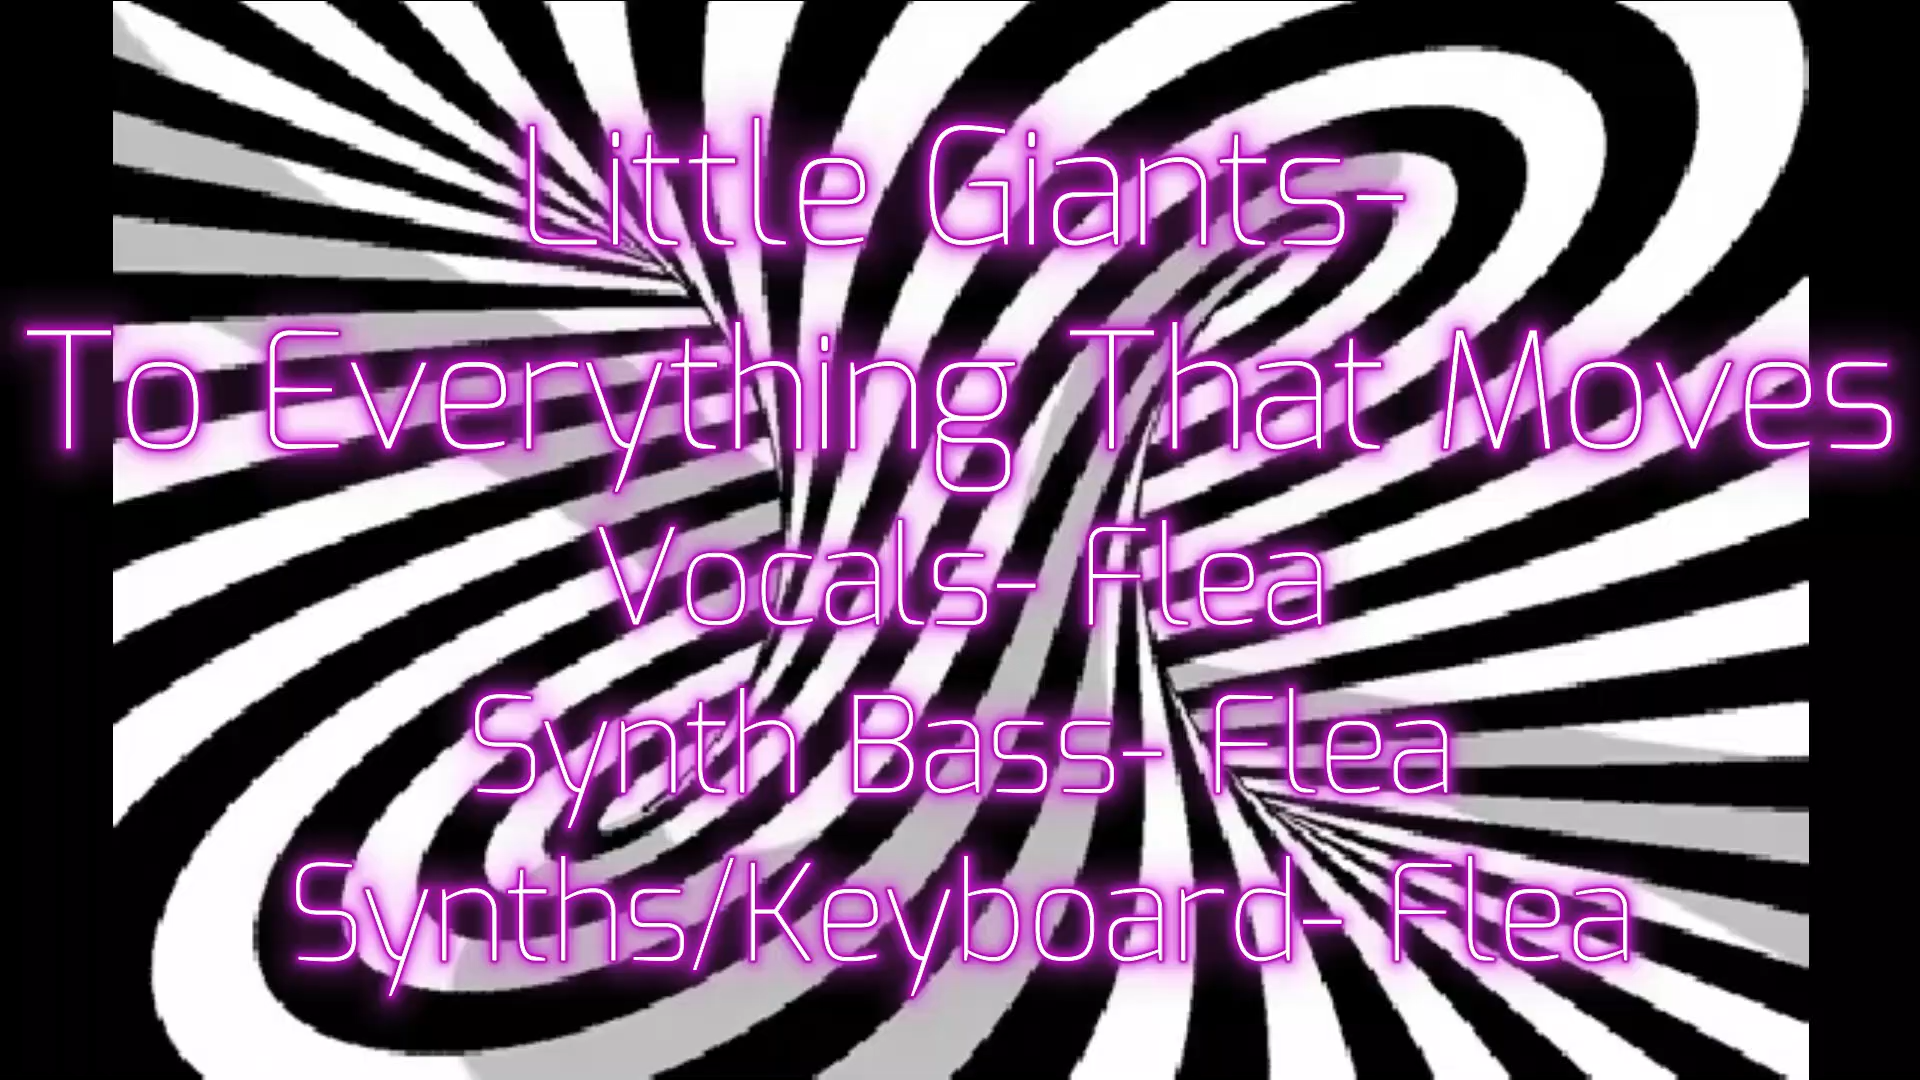 Little Giants-
To Everything That Moves
Vocals- Flea
Synth Bass- Flea
Synths/Keyboard- Flea